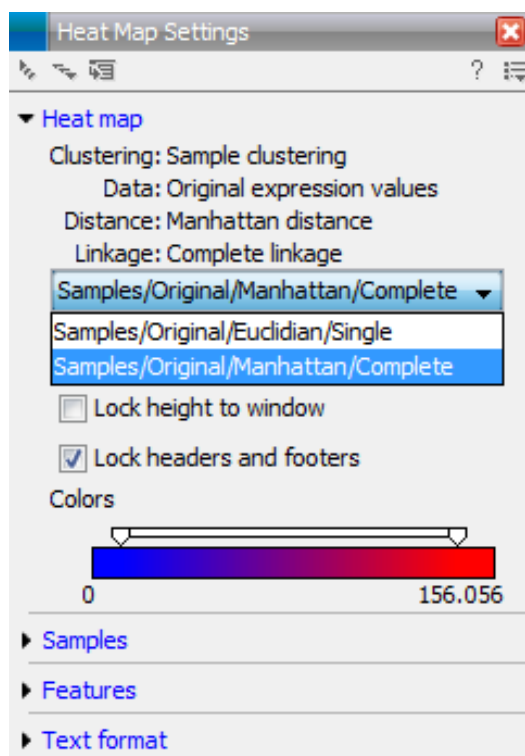 Heat Map Settings
?
Heat map
Clustering: Sample clustering
Data: Original expression values
Distance: Manhattan distance
Linkage: Complete linkage
Samples/Original/Manhattan/Complete
Samples/Original/Euclidian/Single
Samples/Original/Manhattan/Complete
Lock height to window
Lock headers and footers
Colors
0 156.056
Samples
Features
Text format